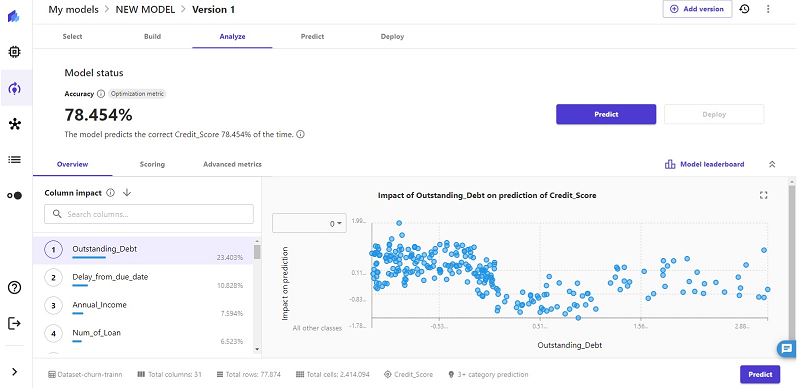 My models > NEW MODEL > Version 1
Add version
Select Build Analyze Predict Deploy
Model status
Accuracy Optimization metric
78.454%
The model predicts the correct Credit_Score 78.454% of the time.
Predict
Deploy
Overview Scoring Advanced metrics
Model leaderboard
Column impact
Search columns...
1 Outstanding_Debt
23.403%
2 Delay_from_due_date
10.828%
3 Annual_Income
7.594%
4 Num_of_Loan
6.523%
Impact of Outstanding_Debt on prediction of Credit_Score
0
Impact on prediction
1.99...
0.31...
-0.83...
-1.78...
All other classes
-0.53... 0.51... 1.56... 2.88...
Outstanding_Debt
Dataset-churn-trainn Total columns: 31 Total rows: 77,874 Total cells: 2,414,094 Credit_Score 3+ category prediction
Predict